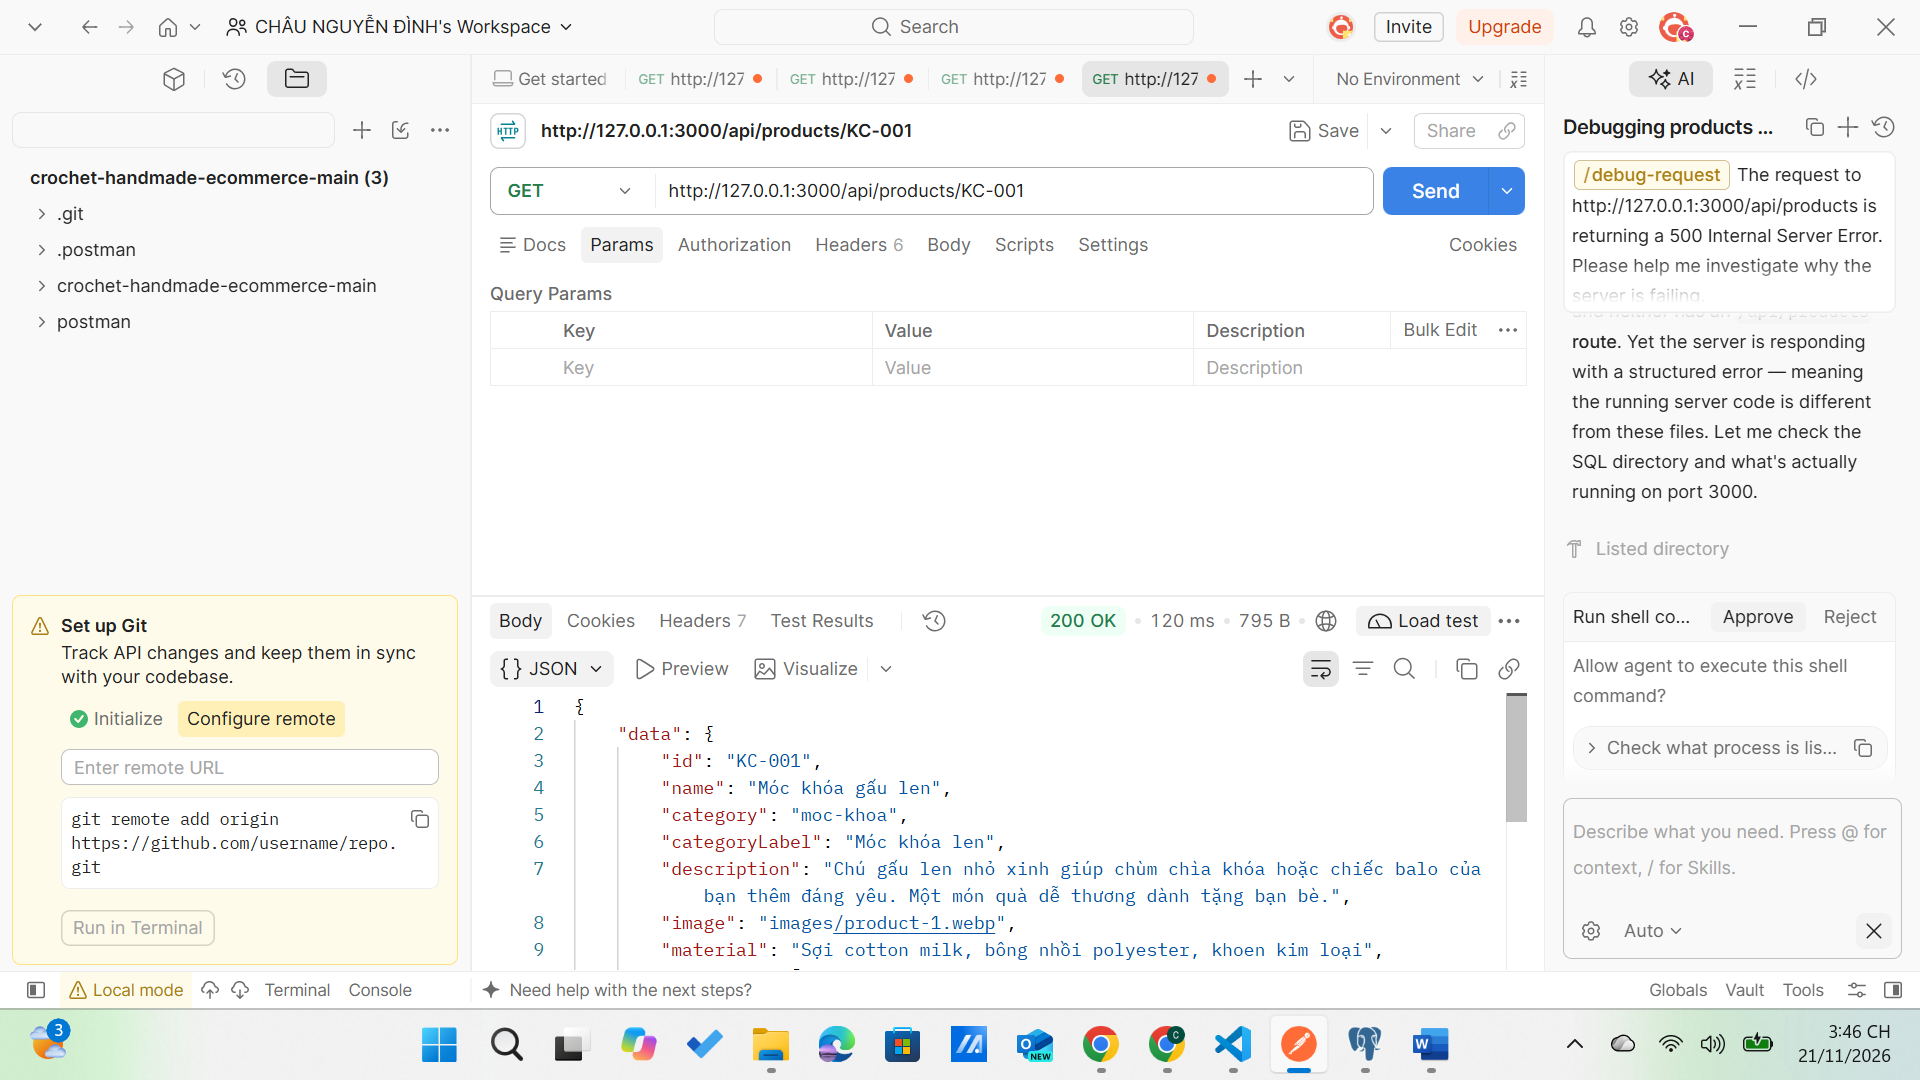 CHÂU NGUYỄN ĐÌNH's Workspace
Search
Invite
Upgrade
C
Get started
GET http://127
GET http://127
GET http://127
GET http://127
No Environment
AI
HTTP
http://127.0.0.1:3000/api/products/KC-001
Save
Share
Debugging products ...
crochet-handmade-ecommerce-main (3)
.git
.postman
crochet-handmade-ecommerce-main
postman
GET
http://127.0.0.1:3000/api/products/KC-001
Send
Docs
Params
Authorization
Headers 6
Body
Scripts
Settings
Cookies
Query Params
Key
Value
Description
Bulk Edit
Key
Value
Description
/debug-request The request to
http://127.0.0.1:3000/api/products is
returning a 500 Internal Server Error.
Please help me investigate why the
server is failing.
and neither has an /api/products
route. Yet the server is responding
with a structured error — meaning
the running server code is different
from these files. Let me check the
SQL directory and what's actually
running on port 3000.
Listed directory
Run shell co...
Approve
Reject
Allow agent to execute this shell
command?
Check what process is lis...
Describe what you need. Press @ for
context, / for Skills.
Auto
Set up Git
Track API changes and keep them in sync
with your codebase.
Initialize
Configure remote
Enter remote URL
git remote add origin
https://github.com/username/repo.
git
Run in Terminal
Body
Cookies
Headers 7
Test Results
200 OK
120 ms
795 B
Load test
{} JSON
Preview
Visualize
1 {
2 "data": {
3 "id": "KC-001",
4 "name": "Móc khóa gấu len",
5 "category": "moc-khoa",
6 "categoryLabel": "Móc khóa len",
7 "description": "Chú gấu len nhỏ xinh giúp chùm chìa khóa hoặc chiếc balo của
bạn thêm đáng yêu. Một món quà dễ thương dành tặng bạn bè.",
8 "image": "images/product-1.webp",
9 "material": "Sợi cotton milk, bông nhồi polyester, khoen kim loại",
Local mode
Terminal
Console
Need help with the next steps?
Globals
Vault
Tools
3
NEW
C
3:46 CH
21/11/2026